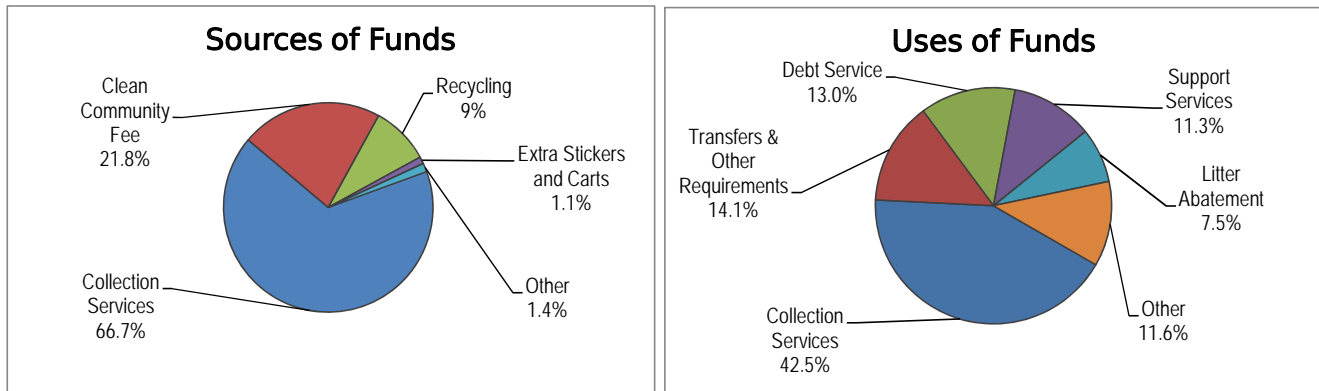 Sources of Funds
Clean
Community
Fee
21.8%
Recycling
9%
Extra Stickers
and Carts
1.1%
Other
1.4%
Collection
Services
66.7%
Uses of Funds
Debt Service
13.0%
Support
Services
11.3%
Transfers &
Other
Requirements
14.1%
Litter
Abatement
7.5%
Other
11.6%
Collection
Services
42.5%